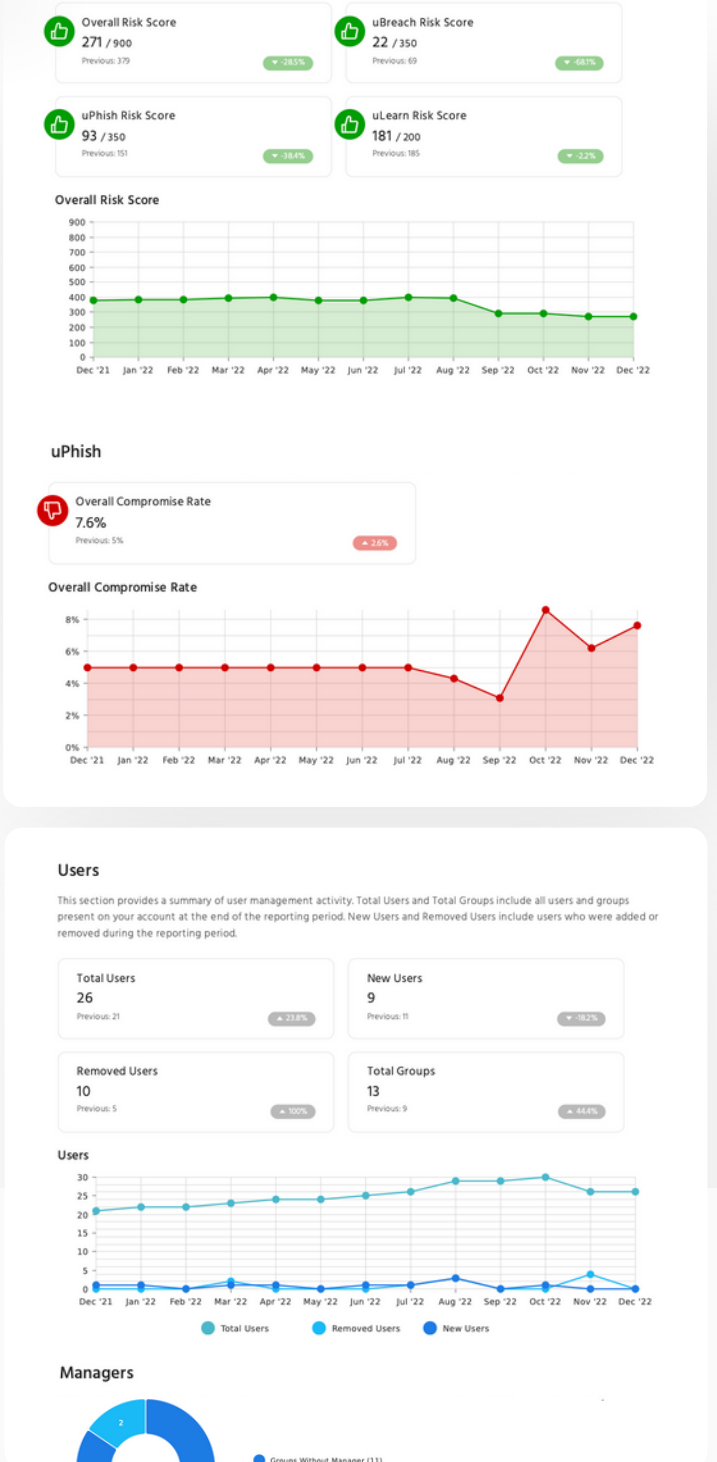 Overall Risk Score
271 / 900
Previous: 379
-28.5%
uBreach Risk Score
22 / 350
Previous: 69
-68.1%
uPhish Risk Score
93 / 350
Previous: 151
-38.4%
uLearn Risk Score
181 / 200
Previous: 185
-2.2%
Overall Risk Score
900
800
700
600
500
400
300
200
100
0
Dec '21 Jan '22 Feb '22 Mar '22 Apr '22 May '22 Jun '22 Jul '22 Aug '22 Sep '22 Oct '22 Nov '22 Dec '22
uPhish
Overall Compromise Rate
7.6%
Previous: 5%
2.6%
Overall Compromise Rate
8%
6%
4%
2%
0%
Dec '21 Jan '22 Feb '22 Mar '22 Apr '22 May '22 Jun '22 Jul '22 Aug '22 Sep '22 Oct '22 Nov '22 Dec '22
Users
This section provides a summary of user management activity. Total Users and Total Groups include all users and groups
present on your account at the end of the reporting period. New Users and Removed Users include users who were added or
removed during the reporting period.
Total Users
26
Previous: 21
23.8%
New Users
9
Previous: 11
-18.2%
Removed Users
10
Previous: 5
100%
Total Groups
13
Previous: 9
44.4%
Users
30
25
20
15
10
5
0
Dec '21 Jan '22 Feb '22 Mar '22 Apr '22 May '22 Jun '22 Jul '22 Aug '22 Sep '22 Oct '22 Nov '22 Dec '22
Total Users Removed Users New Users
Managers
2
Groups Without Manager (11)